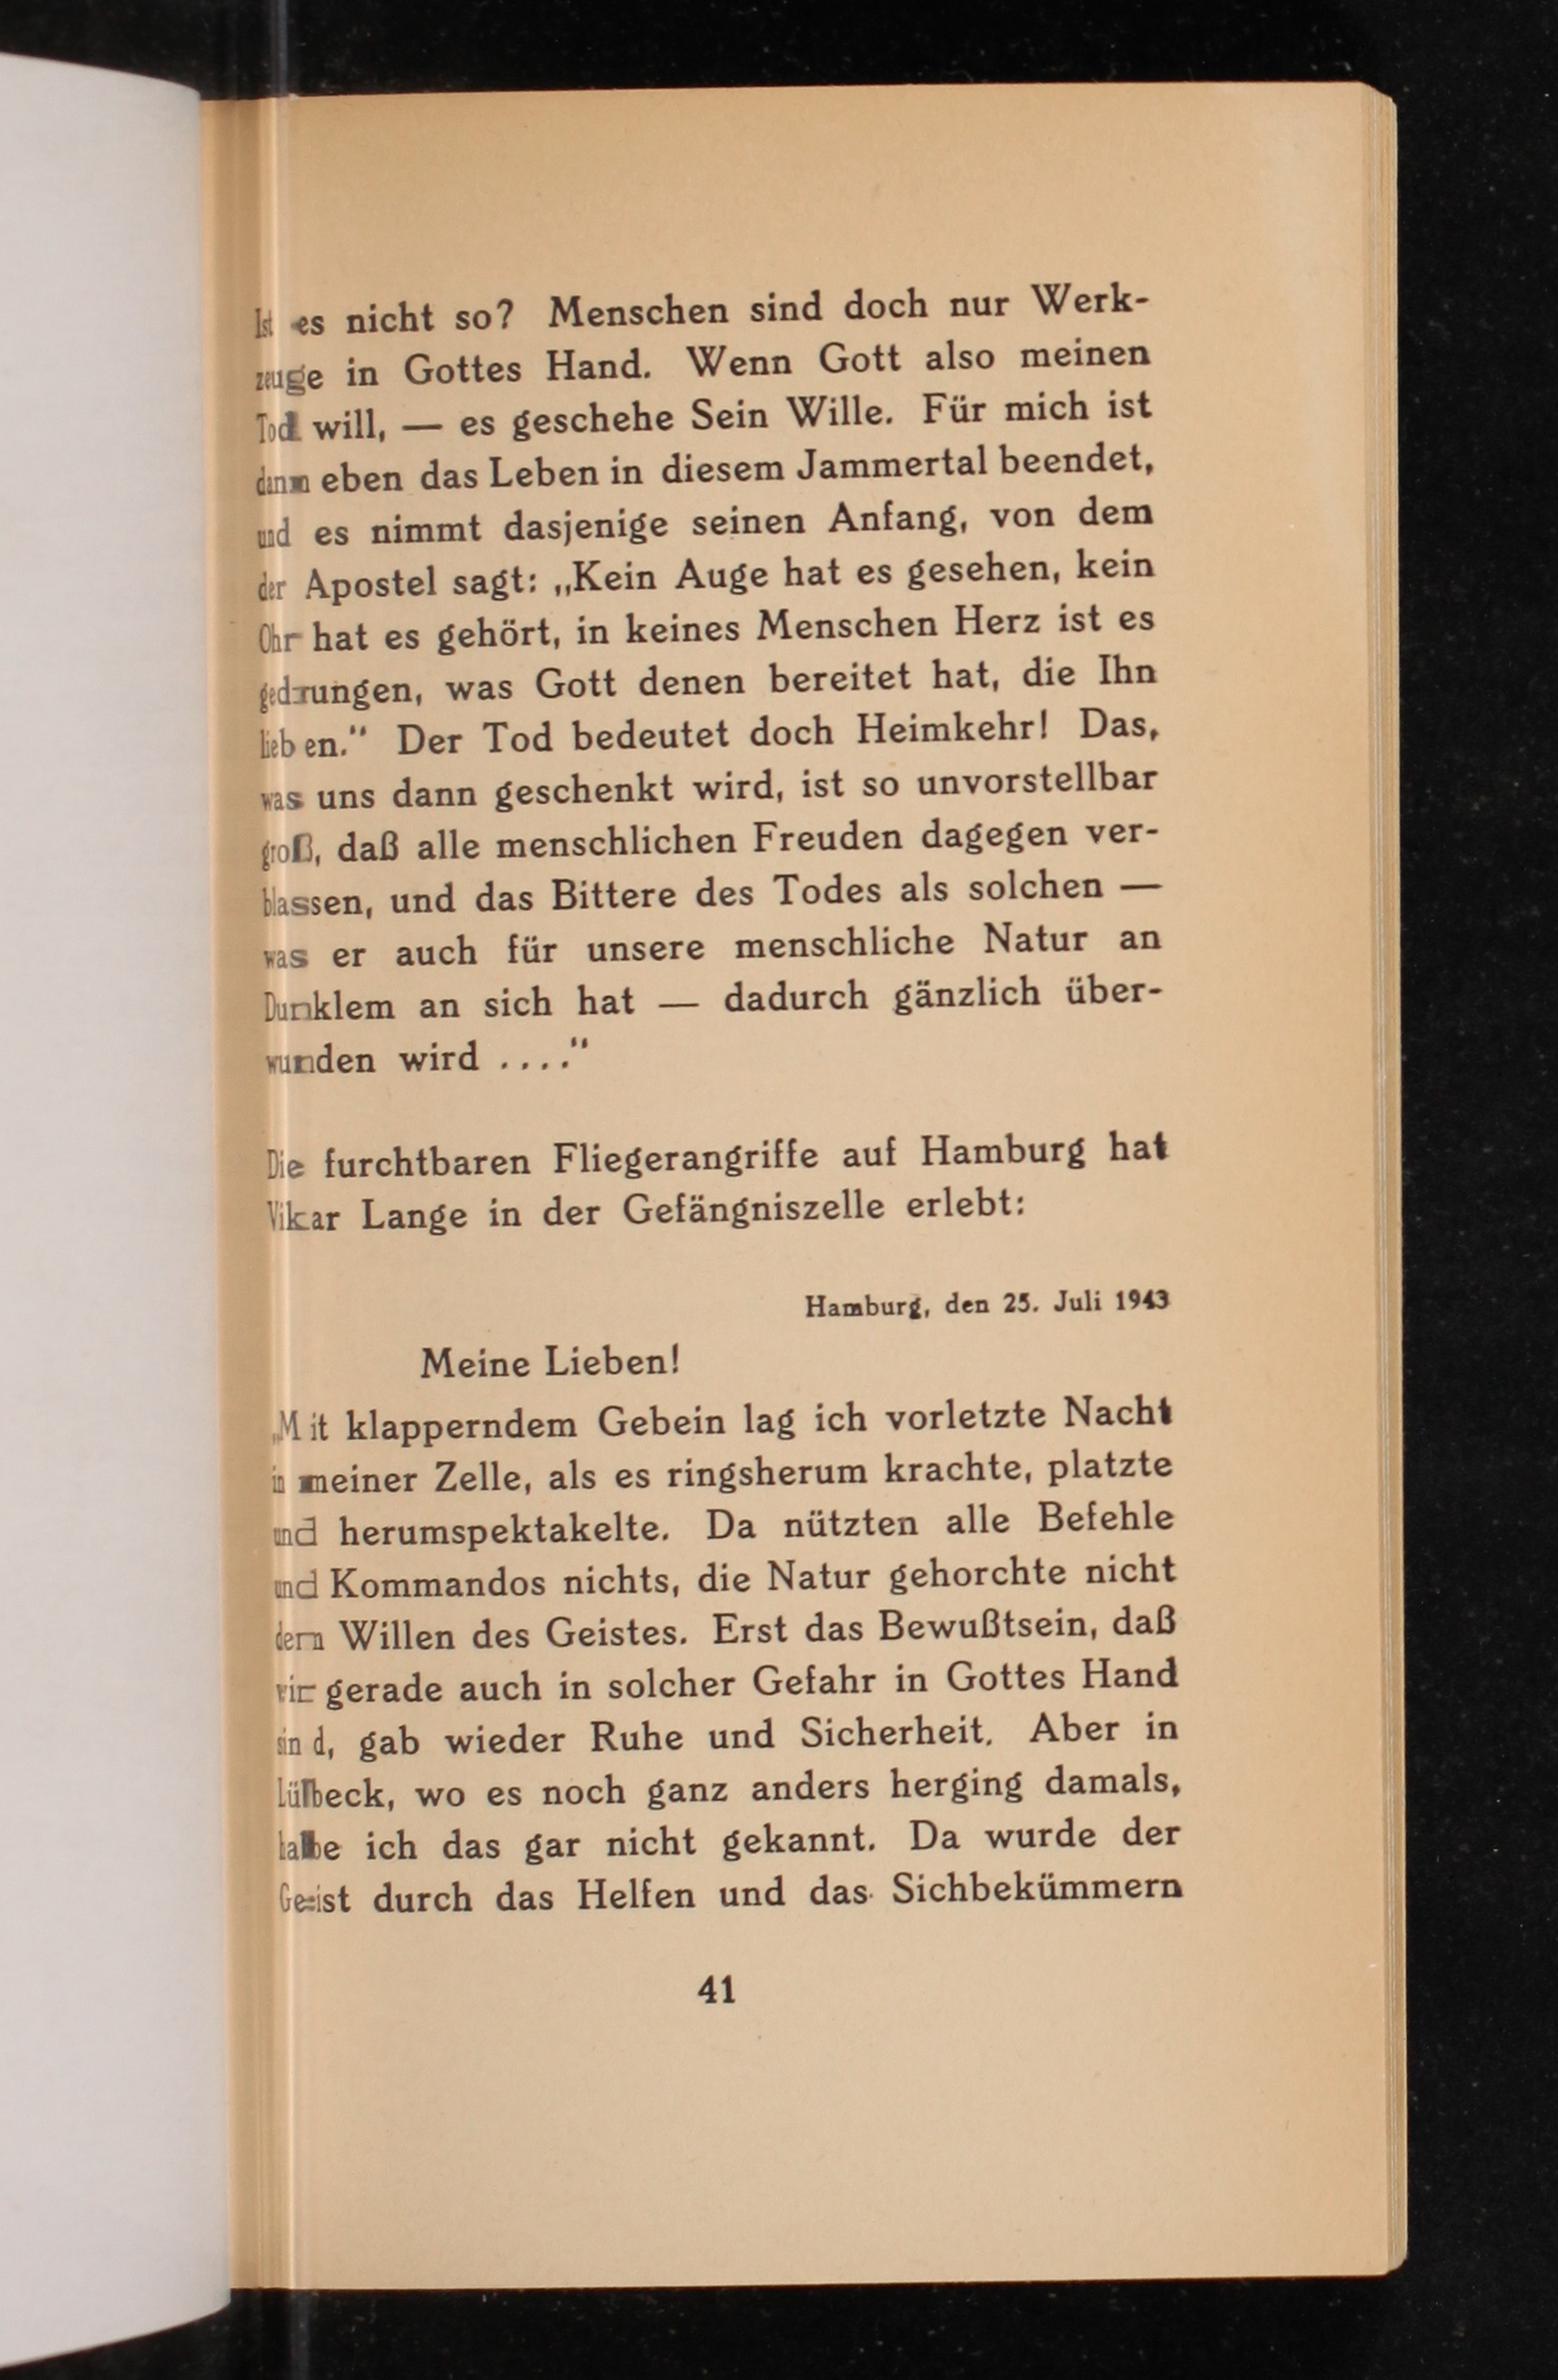 Ist es nicht so? Menschen sind doch nur Werk-
zeuge in Gottes Hand. Wenn Gott also meinen
Tod will, — es geschehe Sein Wille. Für mich ist
dann eben das Leben in diesem Jammertal beendet,
und es nimmt dasjenige seinen Anfang, von dem
der Apostel sagt: „Kein Auge hat es gesehen, kein
Ohr hat es gehört, in keines Menschen Herz ist es
gedrungen, was Gott denen bereitet hat, die Ihn
lieben." Der Tod bedeutet doch Heimkehr! Das,
was uns dann geschenkt wird, ist so unvorstellbar
groß, daß alle menschlichen Freuden dagegen ver-
blassen, und das Bittere des Todes als solchen —
was er auch für unsere menschliche Natur an
Dunklem an sich hat — dadurch gänzlich über-
wunden wird ...."
Die furchtbaren Fliegerangriffe auf Hamburg hat
Vikar Lange in der Gefängniszelle erlebt:
Hamburg, den 25. Juli 1943
Meine Lieben!
„Mit klapperndem Gebein lag ich vorletzte Nacht
in meiner Zelle, als es ringsherum krachte, platzte
und herumspektakelte. Da nützten alle Befehle
und Kommandos nichts, die Natur gehorchte nicht
dem Willen des Geistes. Erst das Bewußtsein, daß
wir gerade auch in solcher Gefahr in Gottes Hand
sind, gab wieder Ruhe und Sicherheit. Aber in
Lübeck, wo es noch ganz anders herging damals,
habe ich das gar nicht gekannt. Da wurde der
Geist durch das Helfen und das Sichbekümmern
41